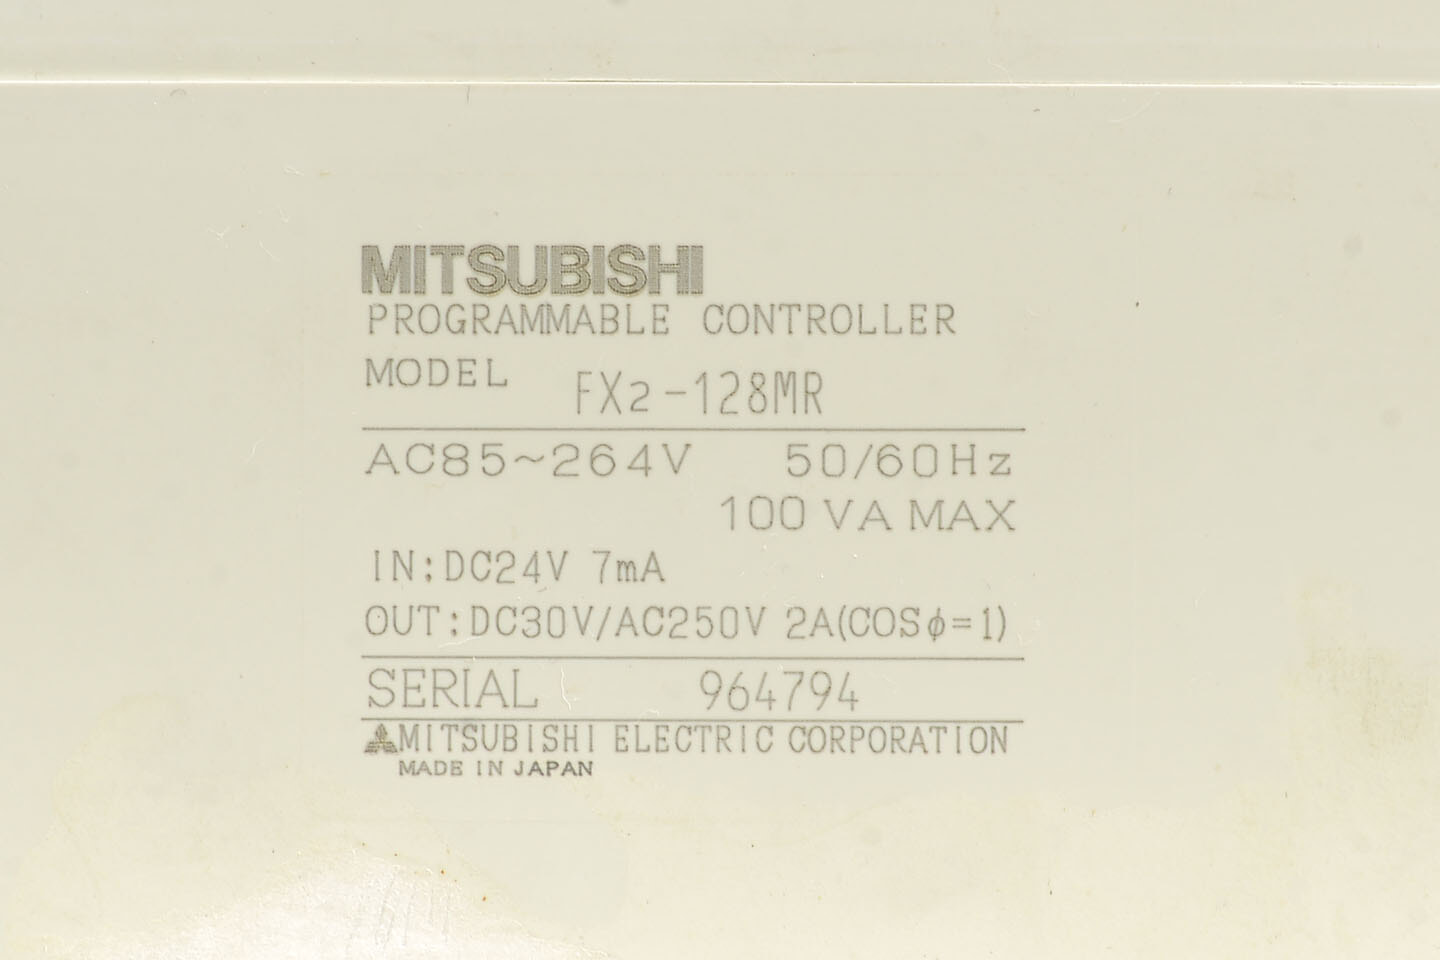 MITSUBISHI
PROGRAMMABLE CONTROLLER
MODEL FX2-128MR
AC85~264V 50/60Hz
100 VA MAX
IN:DC24V 7mA
OUT:DC30V/AC250V 2A(COSϕ=1)
SERIAL 964794
MITSUBISHI ELECTRIC CORPORATION
MADE IN JAPAN